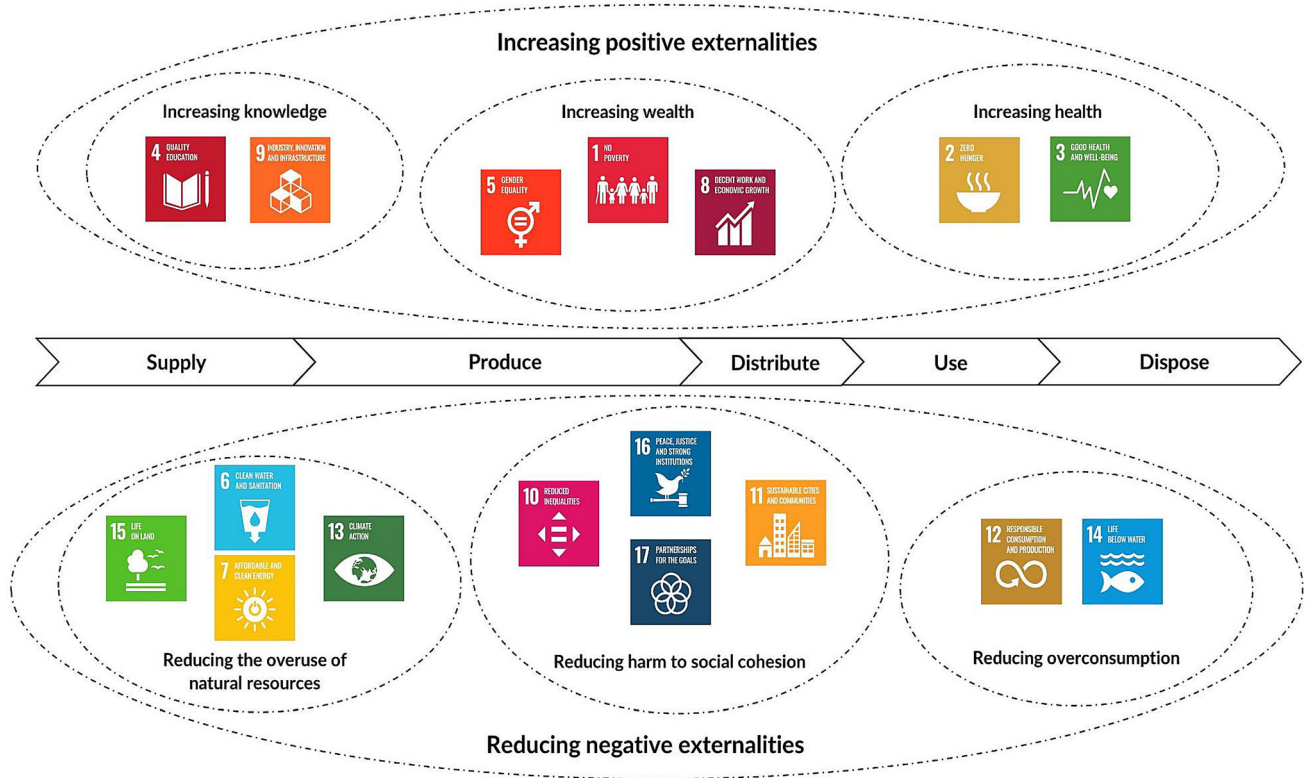 Increasing positive externalities
Increasing knowledge
4 QUALITY
EDUCATION
9 INDUSTRY, INNOVATION
AND INFRASTRUCTURE
Increasing wealth
5 GENDER
EQUALITY
1 NO
POVERTY
8 DECENT WORK AND
ECONOMIC GROWTH
Increasing health
2 ZERO
HUNGER
3 GOOD HEALTH
AND WELL-BEING
Supply
Produce
Distribute
Use
Dispose
15 LIFE
ON LAND
6 CLEAN WATER
AND SANITATION
7 AFFORDABLE AND
CLEAN ENERGY
13 CLIMATE
ACTION
Reducing the overuse of
natural resources
10 REDUCED
INEQUALITIES
16 PEACE, JUSTICE
AND STRONG
INSTITUTIONS
17 PARTNERSHIPS
FOR THE GOALS
11 SUSTAINABLE CITIES
AND COMMUNITIES
Reducing harm to social cohesion
12 RESPONSIBLE
CONSUMPTION
AND PRODUCTION
14 LIFE
BELOW WATER
Reducing overconsumption
Reducing negative externalities